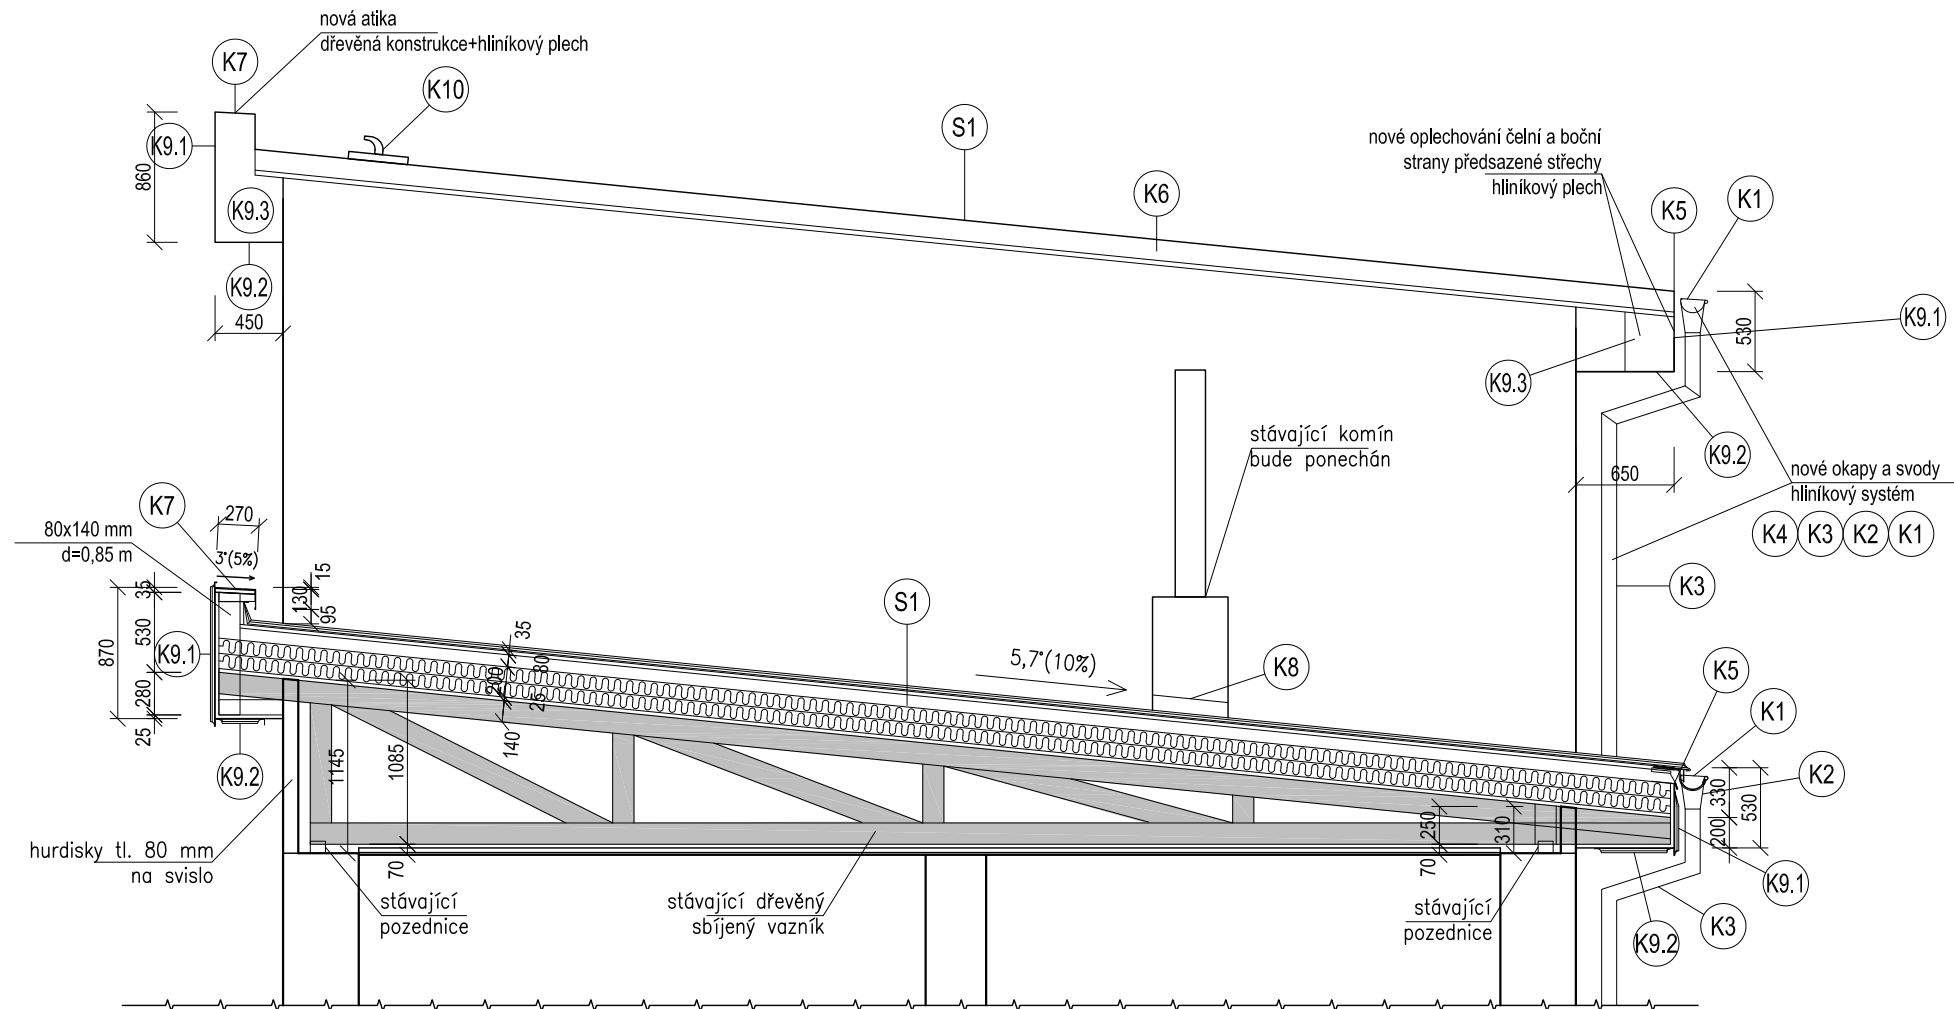 nová atika
dřevěná konstrukce+hliníkový plech
K7
K10
K9.1
860
S1
nové oplechování čelní a boční
strany předsazené střechy
hliníkový plech
K6
K5
K1
K9.3
K9.2
450
530
K9.1
K9.3
K9.2
650
stávající komín
bude ponechán
nové okapy a svody
hliníkový systém
K4
K3
K2
K1
K3
K7
270
80x140 mm
d=0,85 m
3°(5%)
35
530
870
280
25
K9.1
15
130
95
S1
35
80
200
25
140
5,7°(10%)
K8
K5
K1
K2
K9.2
1145
1085
70
250
310
70
330
200
530
hurdisky tl. 80 mm
na svislo
stávající
pozednice
stávající dřevěný
sbíjený vazník
stávající
pozednice
K9.1
K3
K9.2